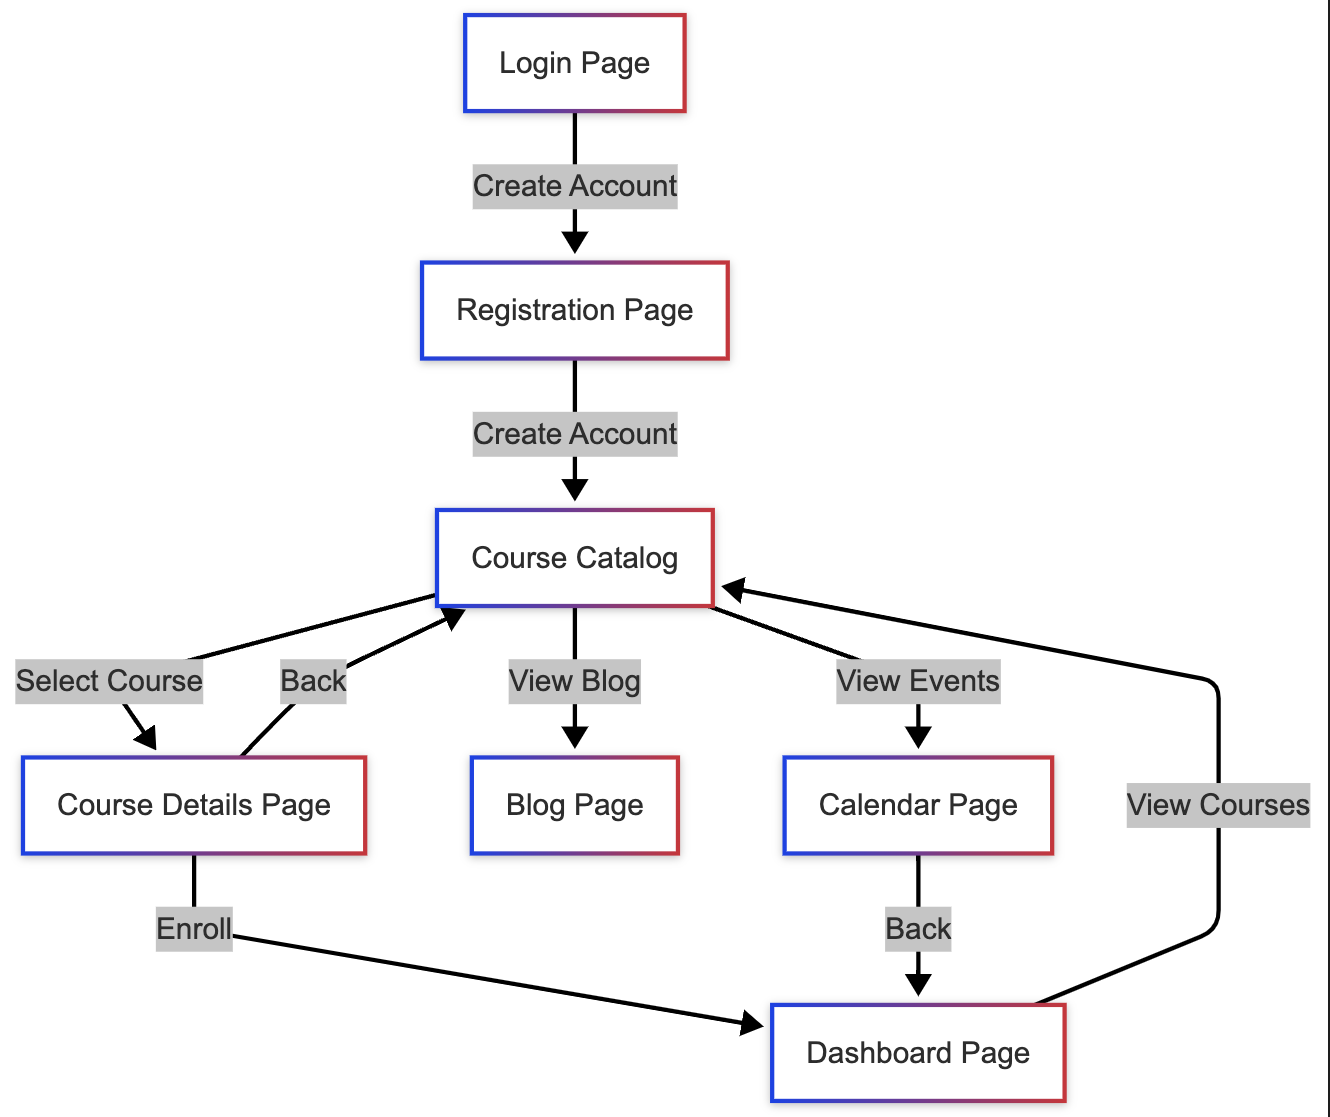 Login Page
Create Account
Registration Page
Create Account
Course Catalog
Select Course
Back
View Blog
View Events
Course Details Page
Blog Page
Calendar Page
View Courses
Enroll
Back
Dashboard Page